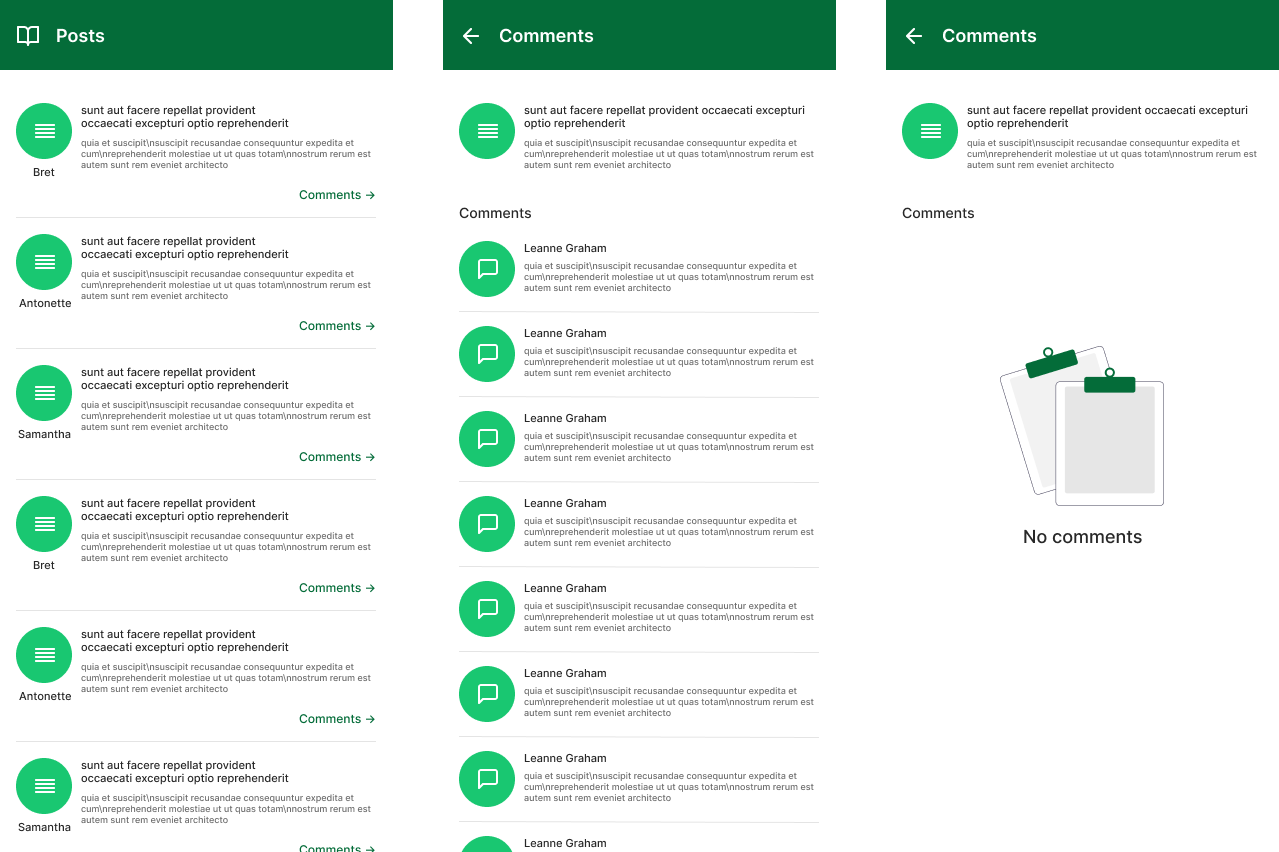 Posts
sunt aut facere repellat provident
occaecati excepturi optio reprehenderit
quia et suscipit\nsuscipit recusandae consequuntur expedita et
cum\nreprehenderit molestiae ut ut quas totam\nnostrum rerum est
autem sunt rem eveniet architecto
Bret
Comments →
sunt aut facere repellat provident
occaecati excepturi optio reprehenderit
quia et suscipit\nsuscipit recusandae consequuntur expedita et
cum\nreprehenderit molestiae ut ut quas totam\nnostrum rerum est
autem sunt rem eveniet architecto
Antonette
Comments →
sunt aut facere repellat provident
occaecati excepturi optio reprehenderit
quia et suscipit\nsuscipit recusandae consequuntur expedita et
cum\nreprehenderit molestiae ut ut quas totam\nnostrum rerum est
autem sunt rem eveniet architecto
Samantha
Comments →
sunt aut facere repellat provident
occaecati excepturi optio reprehenderit
quia et suscipit\nsuscipit recusandae consequuntur expedita et
cum\nreprehenderit molestiae ut ut quas totam\nnostrum rerum est
autem sunt rem eveniet architecto
Bret
Comments →
sunt aut facere repellat provident
occaecati excepturi optio reprehenderit
quia et suscipit\nsuscipit recusandae consequuntur expedita et
cum\nreprehenderit molestiae ut ut quas totam\nnostrum rerum est
autem sunt rem eveniet architecto
Antonette
Comments →
sunt aut facere repellat provident
occaecati excepturi optio reprehenderit
quia et suscipit\nsuscipit recusandae consequuntur expedita et
cum\nreprehenderit molestiae ut ut quas totam\nnostrum rerum est
autem sunt rem eveniet architecto
Samantha
Comments →
Comments
sunt aut facere repellat provident occaecati excepturi
optio reprehenderit
quia et suscipit\nsuscipit recusandae consequuntur expedita et
cum\nreprehenderit molestiae ut ut quas totam\nnostrum rerum est
autem sunt rem eveniet architecto
Comments
Leanne Graham
quia et suscipit\nsuscipit recusandae consequuntur expedita et
cum\nreprehenderit molestiae ut ut quas totam\nnostrum rerum est
autem sunt rem eveniet architecto
Leanne Graham
quia et suscipit\nsuscipit recusandae consequuntur expedita et
cum\nreprehenderit molestiae ut ut quas totam\nnostrum rerum est
autem sunt rem eveniet architecto
Leanne Graham
quia et suscipit\nsuscipit recusandae consequuntur expedita et
cum\nreprehenderit molestiae ut ut quas totam\nnostrum rerum est
autem sunt rem eveniet architecto
Leanne Graham
quia et suscipit\nsuscipit recusandae consequuntur expedita et
cum\nreprehenderit molestiae ut ut quas totam\nnostrum rerum est
autem sunt rem eveniet architecto
Leanne Graham
quia et suscipit\nsuscipit recusandae consequuntur expedita et
cum\nreprehenderit molestiae ut ut quas totam\nnostrum rerum est
autem sunt rem eveniet architecto
Leanne Graham
quia et suscipit\nsuscipit recusandae consequuntur expedita et
cum\nreprehenderit molestiae ut ut quas totam\nnostrum rerum est
autem sunt rem eveniet architecto
Leanne Graham
quia et suscipit\nsuscipit recusandae consequuntur expedita et
cum\nreprehenderit molestiae ut ut quas totam\nnostrum rerum est
autem sunt rem eveniet architecto
Leanne Graham
Comments
sunt aut facere repellat provident occaecati excepturi
optio reprehenderit
quia et suscipit\nsuscipit recusandae consequuntur expedita et
cum\nreprehenderit molestiae ut ut quas totam\nnostrum rerum est
autem sunt rem eveniet architecto
Comments
No comments